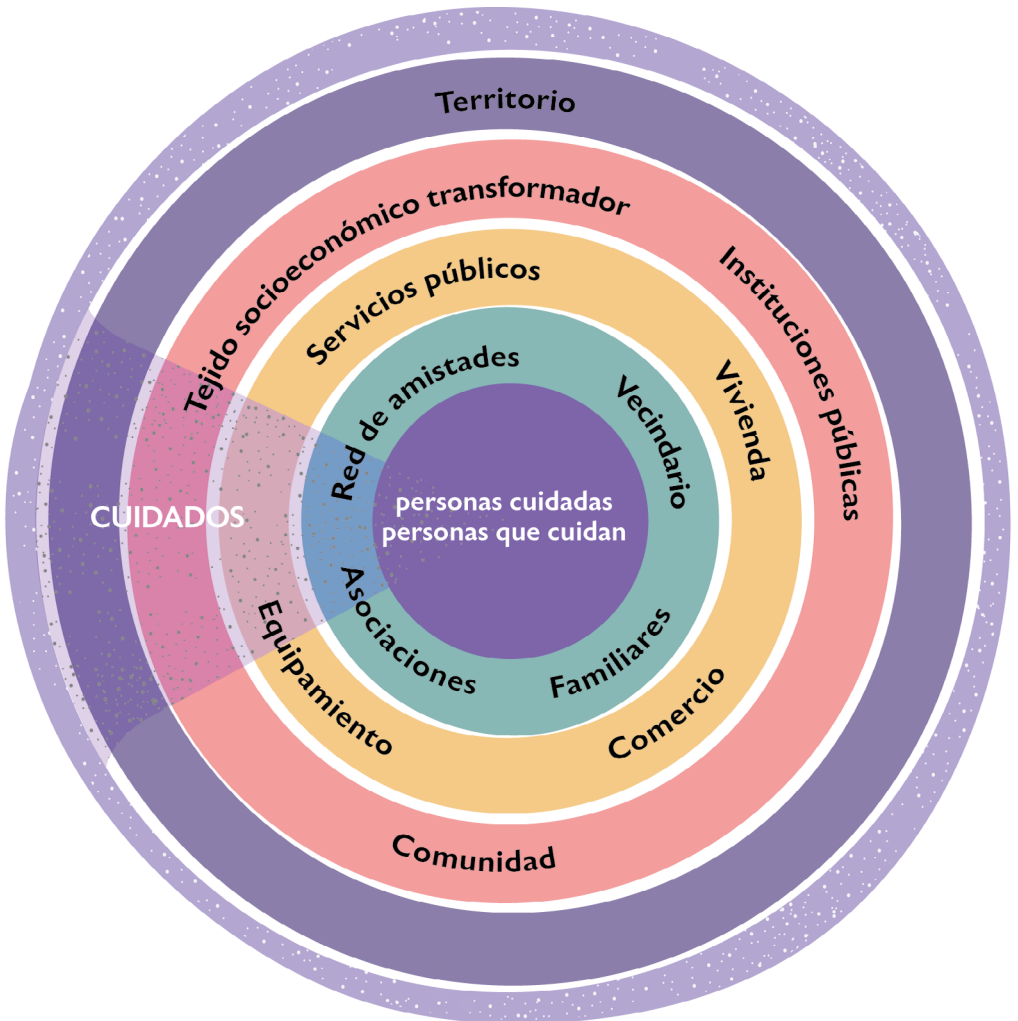 Territorio
Tejido socioeconómico transformador
Instituciones públicas
Servicios públicos
Vivienda
Red de amistades
Vecindario
CUIDADOS
personas cuidadas
personas que cuidan
Asociaciones
Familiares
Equipamiento
Comercio
Comunidad